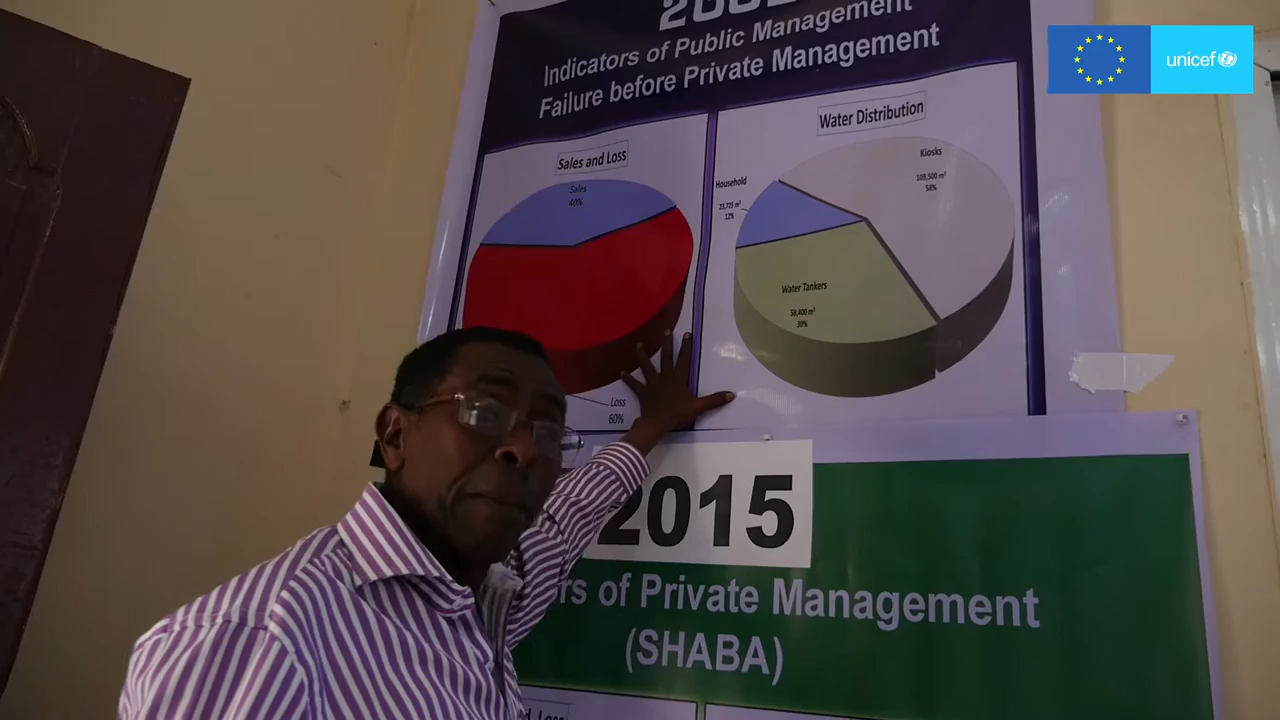 Indicators of Public Management
Failure before Private Management
Sales and Loss
Sales
40%
Loss
60%
Water Distribution
Household
23,725 m³
12%
Kiosks
109,500 m³
58%
Water Tankers
58,400 m³
30%
2015
of Private Management
(SHABA)
unicef